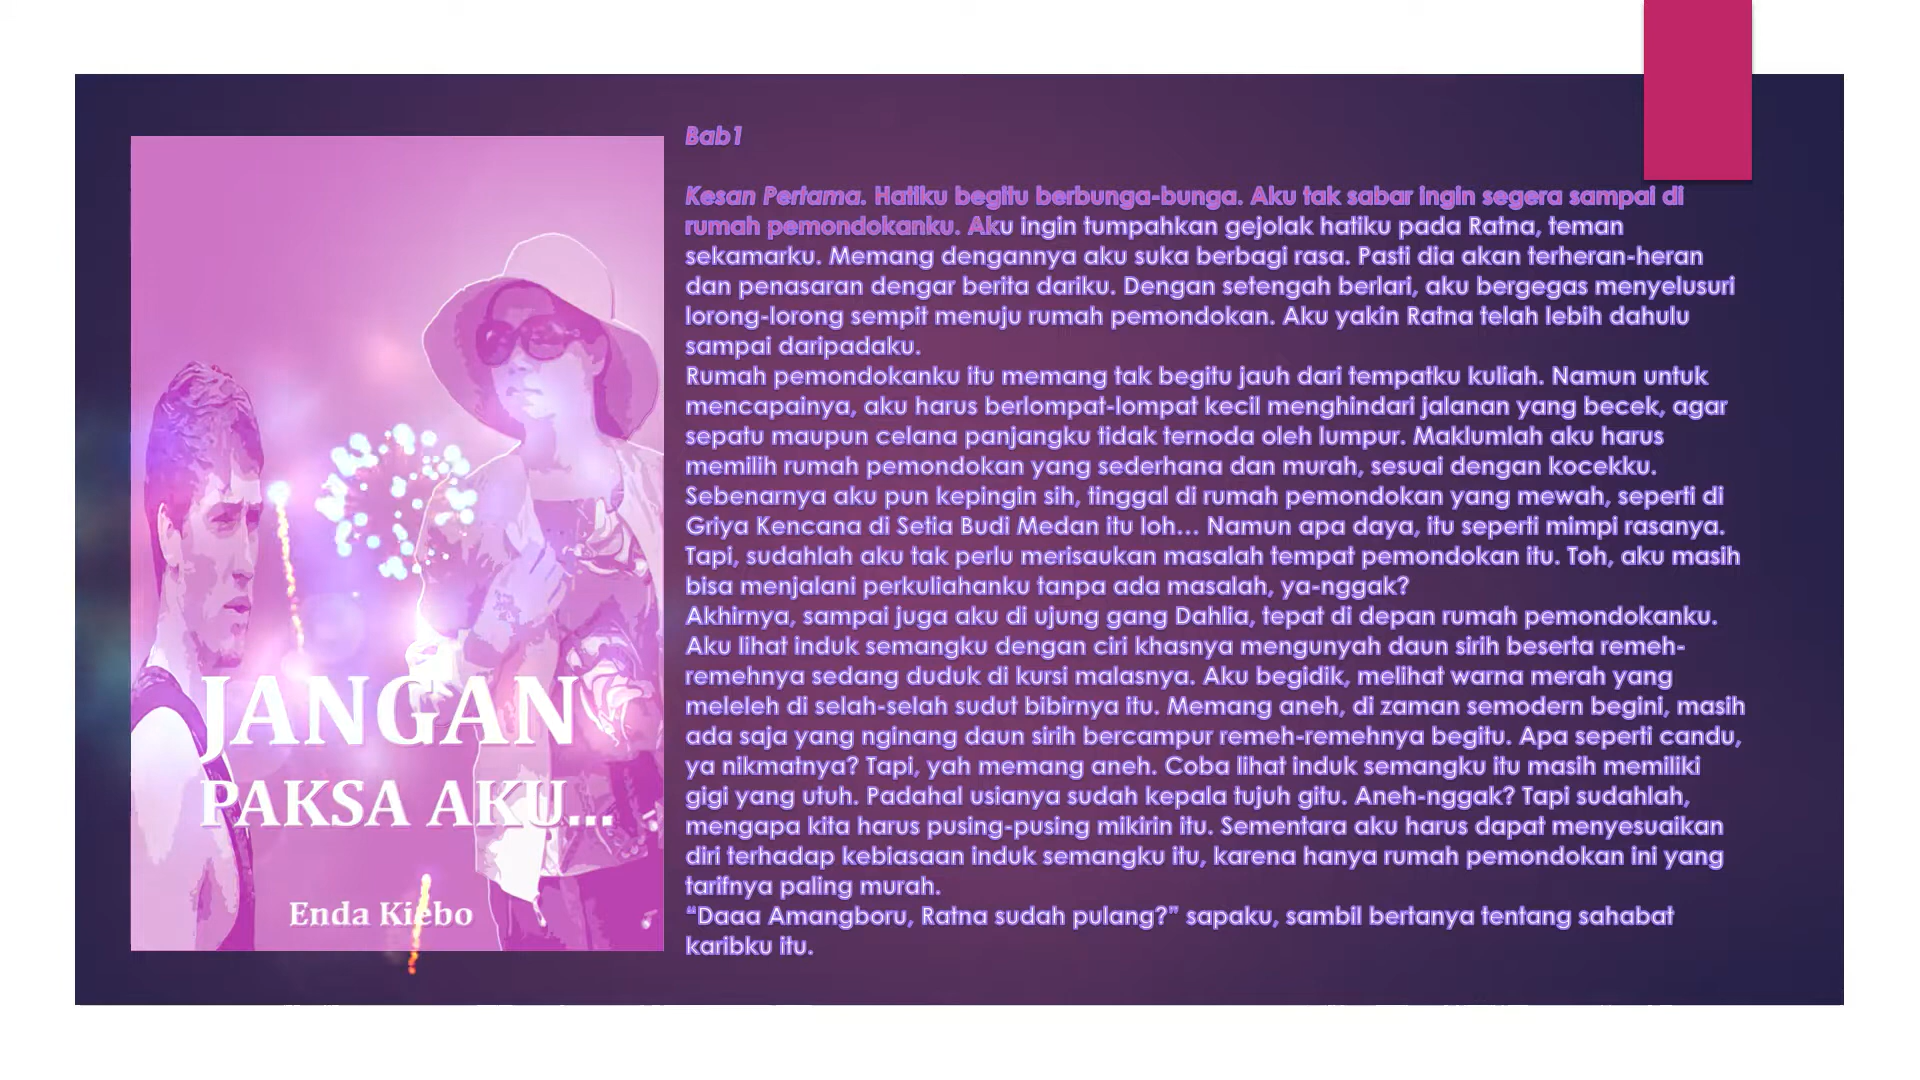 Bab1
Kesan Pertama. Hatiku begitu berbunga-bunga. Aku tak sabar ingin segera sampai di
rumah pemondokanku. Aku ingin tumpahkan gejolak hatiku pada Ratna, teman
sekamarku. Memang dengannya aku suka berbagi rasa. Pasti dia akan terheran-heran
dan penasaran dengar berita dariku. Dengan setengah berlari, aku bergegas menyelusuri
lorong-lorong sempit menuju rumah pemondokan. Aku yakin Ratna telah lebih dahulu
sampai daripadaku.
Rumah pemondokanku itu memang tak begitu jauh dari tempatku kuliah. Namun untuk
mencapainya, aku harus berlompat-lompat kecil menghindari jalanan yang becek, agar
sepatu maupun celana panjangku tidak ternoda oleh lumpur. Maklumlah aku harus
memilih rumah pemondokan yang sederhana dan murah, sesuai dengan kocekku.
Sebenarnya aku pun kepingin sih, tinggal di rumah pemondokan yang mewah, seperti di
Griya Kencana di Setia Budi Medan itu loh... Namun apa daya, itu seperti mimpi rasanya.
Tapi, sudahlah aku tak perlu merisaukan masalah tempat pemondokan itu. Toh, aku masih
bisa menjalani perkuliahanku tanpa ada masalah, ya-nggak?
Akhirnya, sampai juga aku di ujung gang Dahlia, tepat di depan rumah pemondokanku.
Aku lihat induk semangku dengan ciri khasnya mengunyah daun sirih beserta remeh-
remehnya sedang duduk di kursi malasnya. Aku begidik, melihat warna merah yang
meleleh di selah-selah sudut bibirnya itu. Memang aneh, di zaman semodern begini, masih
ada saja yang nginang daun sirih bercampur remeh-remehnya begitu. Apa seperti candu,
ya nikmatnya? Tapi, yah memang aneh. Coba lihat induk semangku itu masih memiliki
gigi yang utuh. Padahal usianya sudah kepala tujuh gitu. Aneh-nggak? Tapi sudahlah,
mengapa kita harus pusing-pusing mikirin itu. Sementara aku harus dapat menyesuaikan
diri terhadap kebiasaan induk semangku itu, karena hanya rumah pemondokan ini yang
tarifnya paling murah.
“Daaa Amangboru, Ratna sudah pulang?” sapaku, sambil bertanya tentang sahabat
karibku itu.
JANGAN
PAKSA AKU...
Enda Kiebo